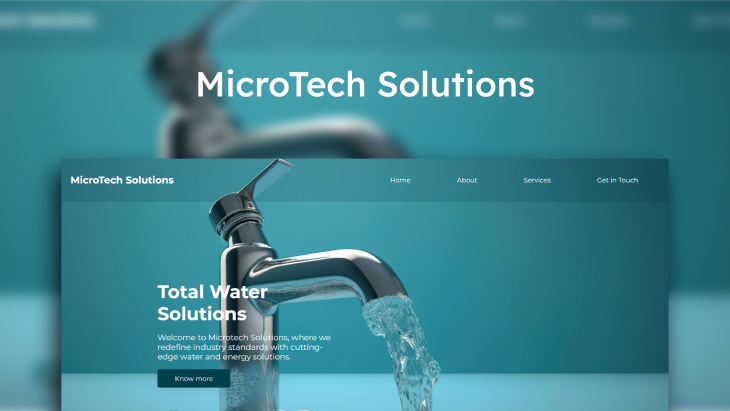 MicroTech Solutions
MicroTech Solutions
Home
About
Services
Get in Touch
Total Water
Solutions
Welcome to Microtech Solutions, where we
redefine industry standards with cutting-
edge water and energy solutions.
Know more